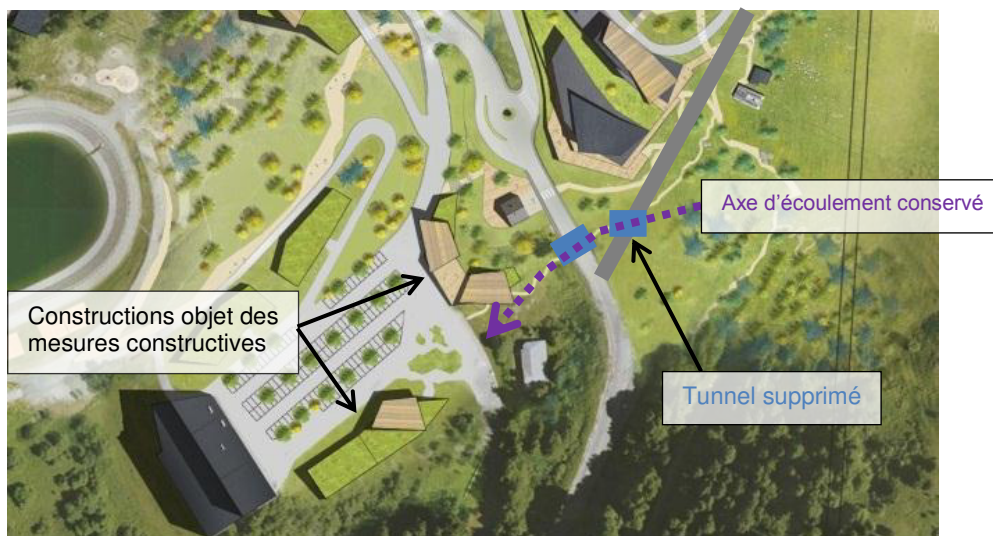 Axe d'écoulement conservé
Constructions objet des
mesures constructives
Tunnel supprimé